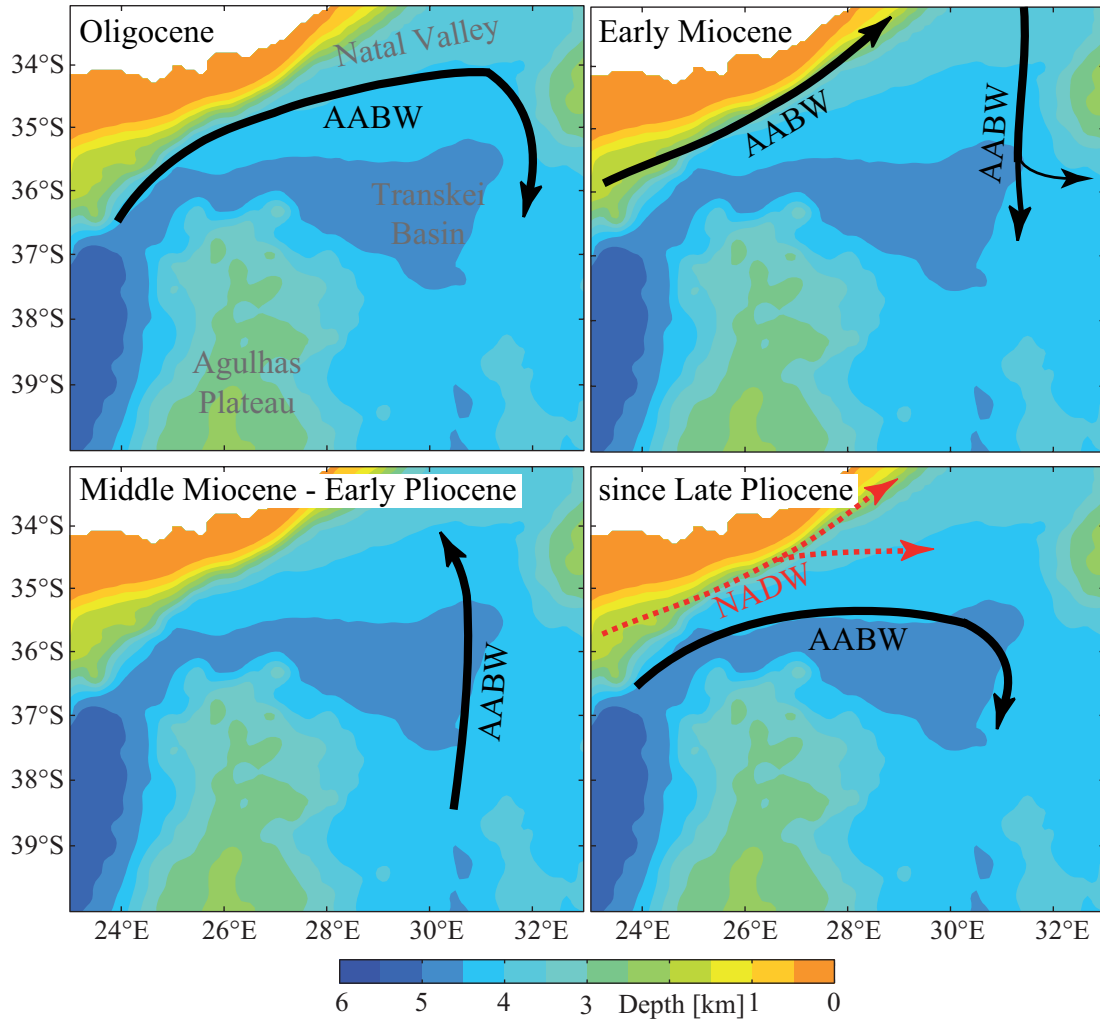 Oligocene
Natal Valley
AABW
Transkei
Basin
Agulhas
Plateau
34°S
35°S
36°S
37°S
38°S
39°S
Early Miocene
AABW
AABW
Middle Miocene - Early Pliocene
AABW
34°S
35°S
36°S
37°S
38°S
39°S
since Late Pliocene
NADW
AABW
24°E
26°E
28°E
30°E
32°E
24°E
26°E
28°E
30°E
32°E
6 5 4 3 Depth [km] 1 0